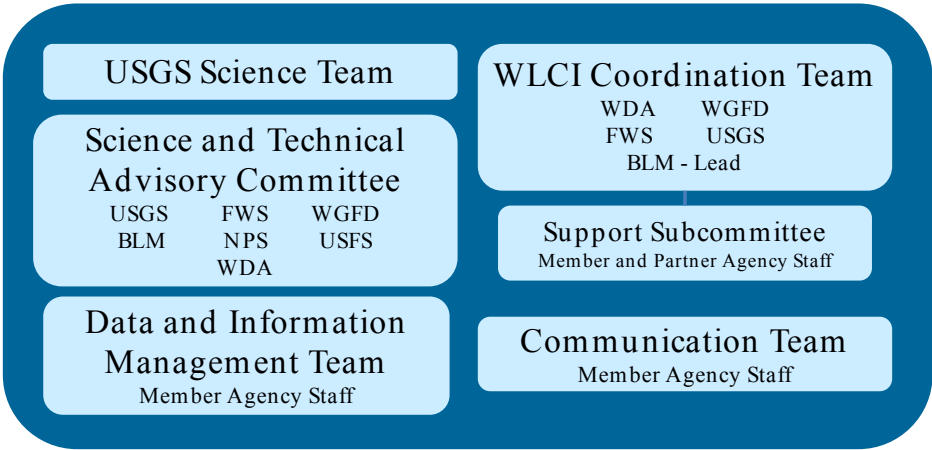 USGS Science Team
Science and Technical
Advisory Committee
USGS FWS WGFD
BLM NPS USFS
WDA
Data and Information
Management Team
Member Agency Staff
WLCI Coordination Team
WDA WGFD
FWS USGS
BLM - Lead
Support Subcommittee
Member and Partner Agency Staff
Communication Team
Member Agency Staff